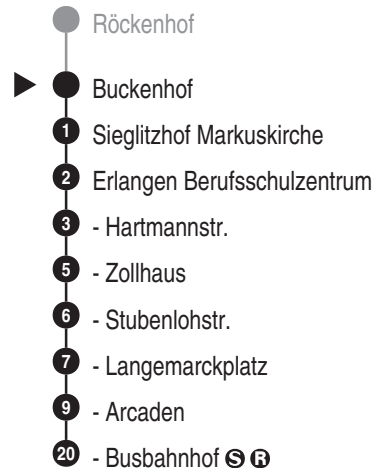 Röckenhof
Buckenhof
1 Sieglitzhof Markuskirche
2 Erlangen Berufsschulzentrum
3 - Hartmannstr.
5 - Zollhaus
6 - Stubenlohstr.
7 - Langemarckplatz
9 - Arcaden
20 - Busbahnhof S R